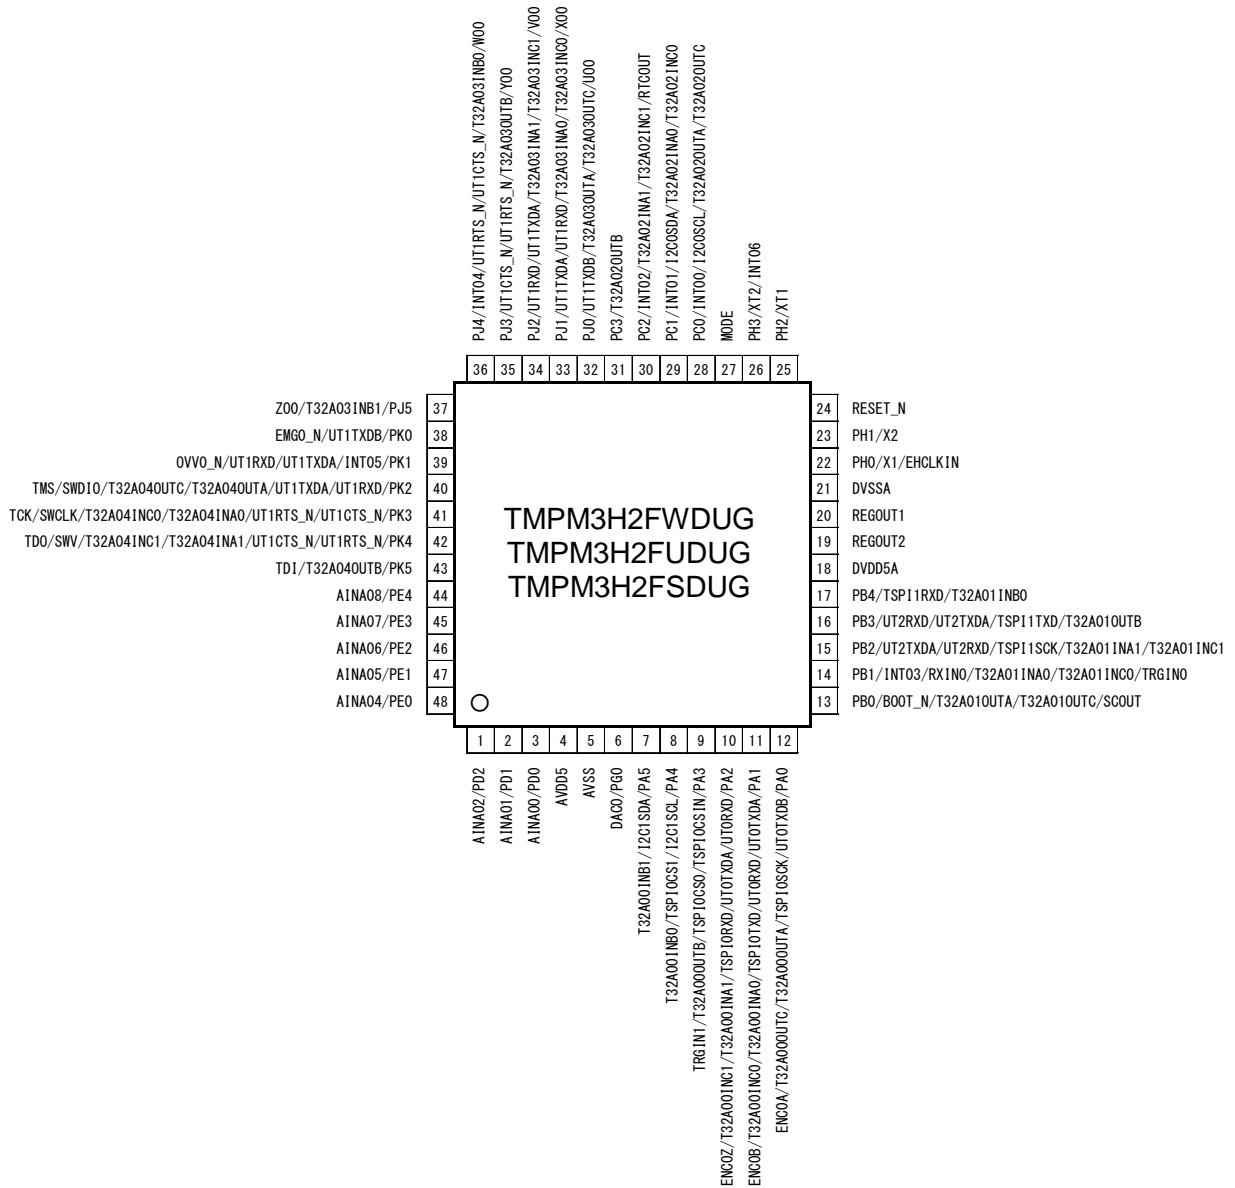 PJ4/INT04/UT1RTS_N/UT1CTS_N/T32A03INB0/WO0
PJ3/UT1CTS_N/UT1RTS_N/T32A03OUTB/YO0
PJ2/UT1RXD/UT1TXDA/T32A03INA1/T32A03INC1/VO0
PJ1/UT1TXDA/UT1RXD/T32A03INA0/T32A03INC0/XO0
PJ0/UT1TXDB/T32A03OUTA/T32A03OUTC/UO0
PC3/T32A02OUTB
PC2/INT02/T32A02INA1/T32A02INC1/RTCOUT
PC1/INT01/I2C0SDA/T32A02INA0/T32A02INC0
PC0/INT00/I2C0SCL/T32A02OUTA/T32A02OUTC
MODE
PH3/XT2/INT06
PH2/XT1
36 35 34 33 32 31 30 29 28 27 26 25
ZO0/T32A03INB1/PJ5 37
EMG0_N/UT1TXDB/PK0 38
OVV0_N/UT1RXD/UT1TXDA/INT05/PK1 39
TMS/SWDIO/T32A04OUTC/T32A04OUTA/UT1TXDA/UT1RXD/PK2 40
TCK/SWCLK/T32A04INC0/T32A04INA0/UT1RTS_N/UT1CTS_N/PK3 41
TDO/SWV/T32A04INC1/T32A04INA1/UT1CTS_N/UT1RTS_N/PK4 42
TDI/T32A04OUTB/PK5 43
AINA08/PE4 44
AINA07/PE3 45
AINA06/PE2 46
AINA05/PE1 47
AINA04/PE0 48
TMPM3H2FWDUG
TMPM3H2FUDUG
TMPM3H2FSDUG
24 RESET_N
23 PH1/X2
22 PH0/X1/EHCLKIN
21 DVSSA
20 REGOUT1
19 REGOUT2
18 DVDD5A
17 PB4/TSPI1RXD/T32A01INB0
16 PB3/UT2RXD/UT2TXDA/TSPI1TXD/T32A01OUTB
15 PB2/UT2TXDA/UT2RXD/TSPI1SCK/T32A01INA1/T32A01INC1
14 PB1/INT03/RXIN0/T32A01INA0/T32A01INC0/TRGIN0
13 PB0/BOOT_N/T32A01OUTA/T32A01OUTC/SCOUT
1 2 3 4 5 6 7 8 9 10 11 12
AINA02/PD2
AINA01/PD1
AINA00/PD0
AVDD5
AVSS
DAC0/PG0
T32A00INB1/I2C1SDA/PA5
T32A00INB0/TSPI0CS1/I2C1SCL/PA4
TRGIN1/T32A00OUTB/TSPI0CS0/TSPI0CSIN/PA3
ENC0Z/T32A00INC1/T32A00INA1/TSPI0RXD/UT0TXDA/UT0RXD/PA2
ENC0B/T32A00INC0/T32A00INA0/TSPI0TXD/UT0RXD/UT0TXDA/PA1
ENC0A/T32A00OUTC/T32A00OUTA/TSPI0SCK/UT0TXDB/PA0